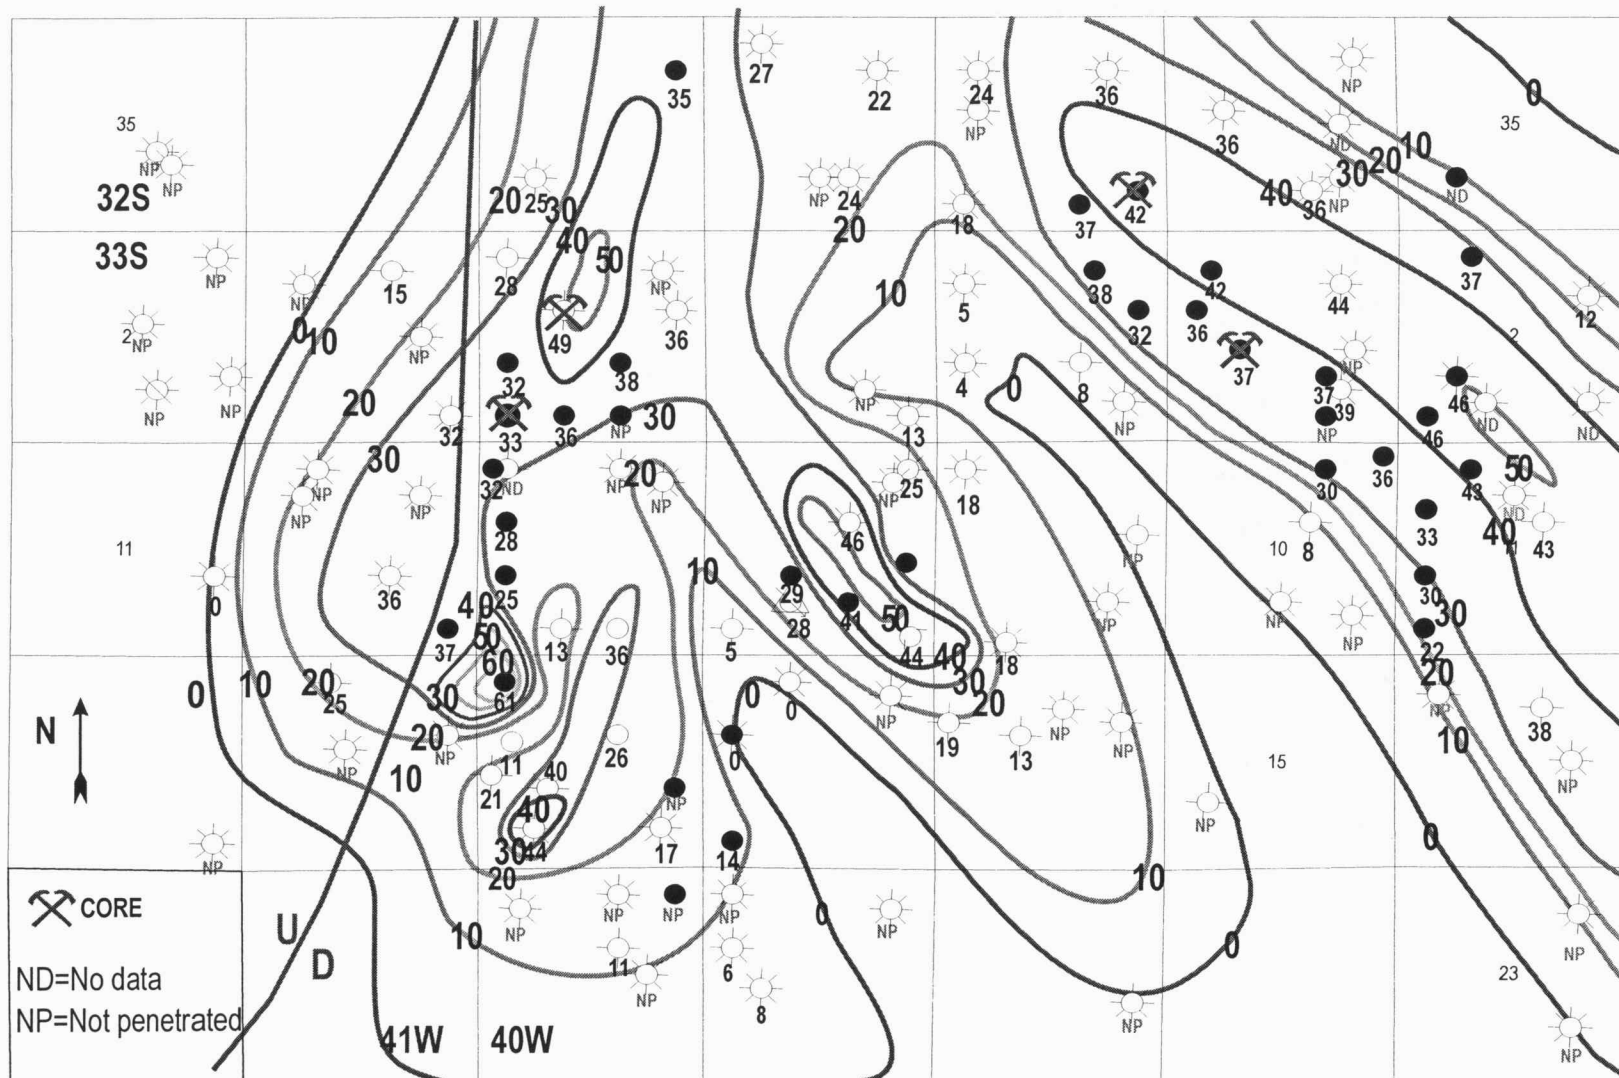 27
35 22 24 36 NP
0
NP 10
35 ND 35
36 20
NP NP 30
NP 24 40 36 NP ND
32S 20 25 30 42
20 18 37
33S 40
50 37
NP 15 28 NP 38 42 44
NP 10 5 12
0 10 49 36 32 36
2 NP NP 2
37 NP
32 38 4 0 8 37 46
NP NP 20 NP NP 39 ND ND
32 33 36 NP 30 13 NP 46
30 20 25 18 30 36 43 50
NP NP 32 ND NP NP NP
28 46 8 33 ND 40 43
11 NP 10 11
10
36 25 29 30 30
0 40 28 41 50 NP NP NP
37 50 13 36 5 44 40 18 22
60 30 20
0 10 20 25 30 61 0 0 NP 20 NP
N 20 NP 11 26 0 19 13 NP NP 10 38
NP 10 40 15 NP
21 NP NP
40
NP 30 44 17 14 0
20 10
CORE NP NP NP NP 0 NP
U 10 0
D 11 6 NP
ND=No data NP 23
NP=Not penetrated 8 NP NP
41W 40W